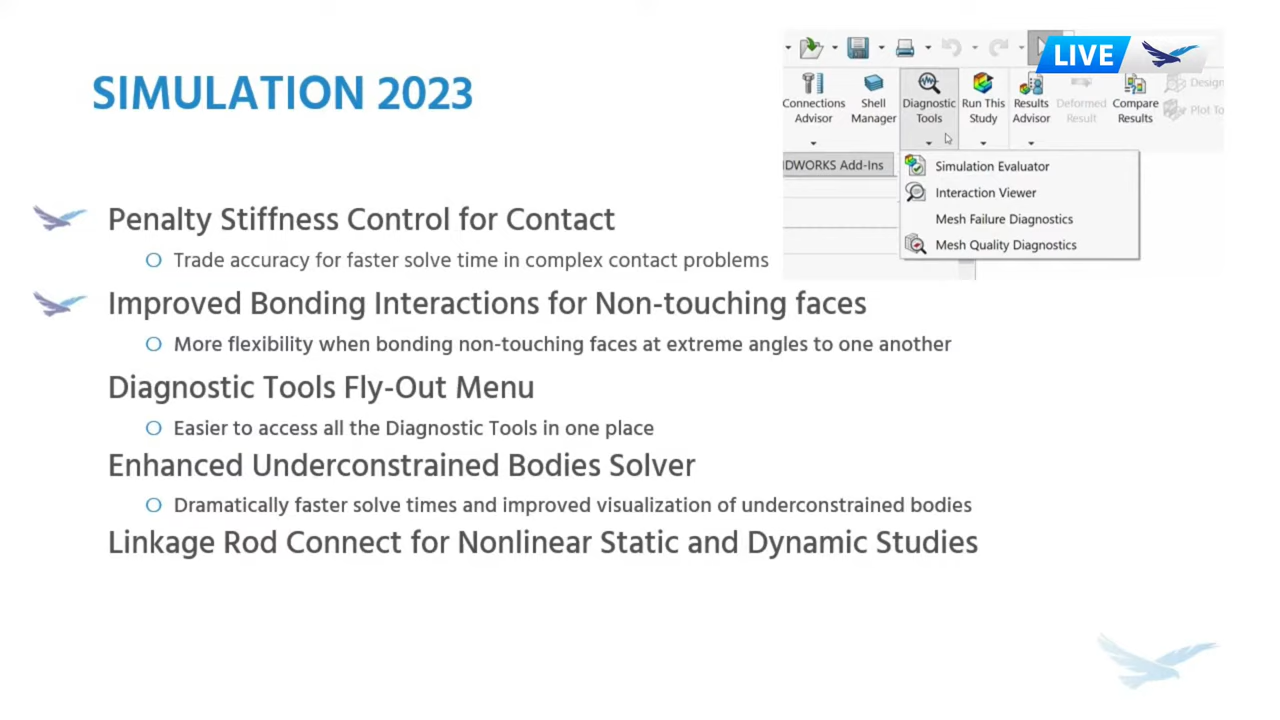 SIMULATION 2023
LIVE
Connections Advisor
Shell Manager
Diagnostic Tools
Run This Study
Results Advisor
Deformed Result
Compare Results
Design
Plot To
DWORKS Add-Ins
Simulation Evaluator
Interaction Viewer
Mesh Failure Diagnostics
Mesh Quality Diagnostics
Penalty Stiffness Control for Contact
Trade accuracy for faster solve time in complex contact problems
Improved Bonding Interactions for Non-touching faces
More flexibility when bonding non-touching faces at extreme angles to one another
Diagnostic Tools Fly-Out Menu
Easier to access all the Diagnostic Tools in one place
Enhanced Underconstrained Bodies Solver
Dramatically faster solve times and improved visualization of underconstrained bodies
Linkage Rod Connect for Nonlinear Static and Dynamic Studies